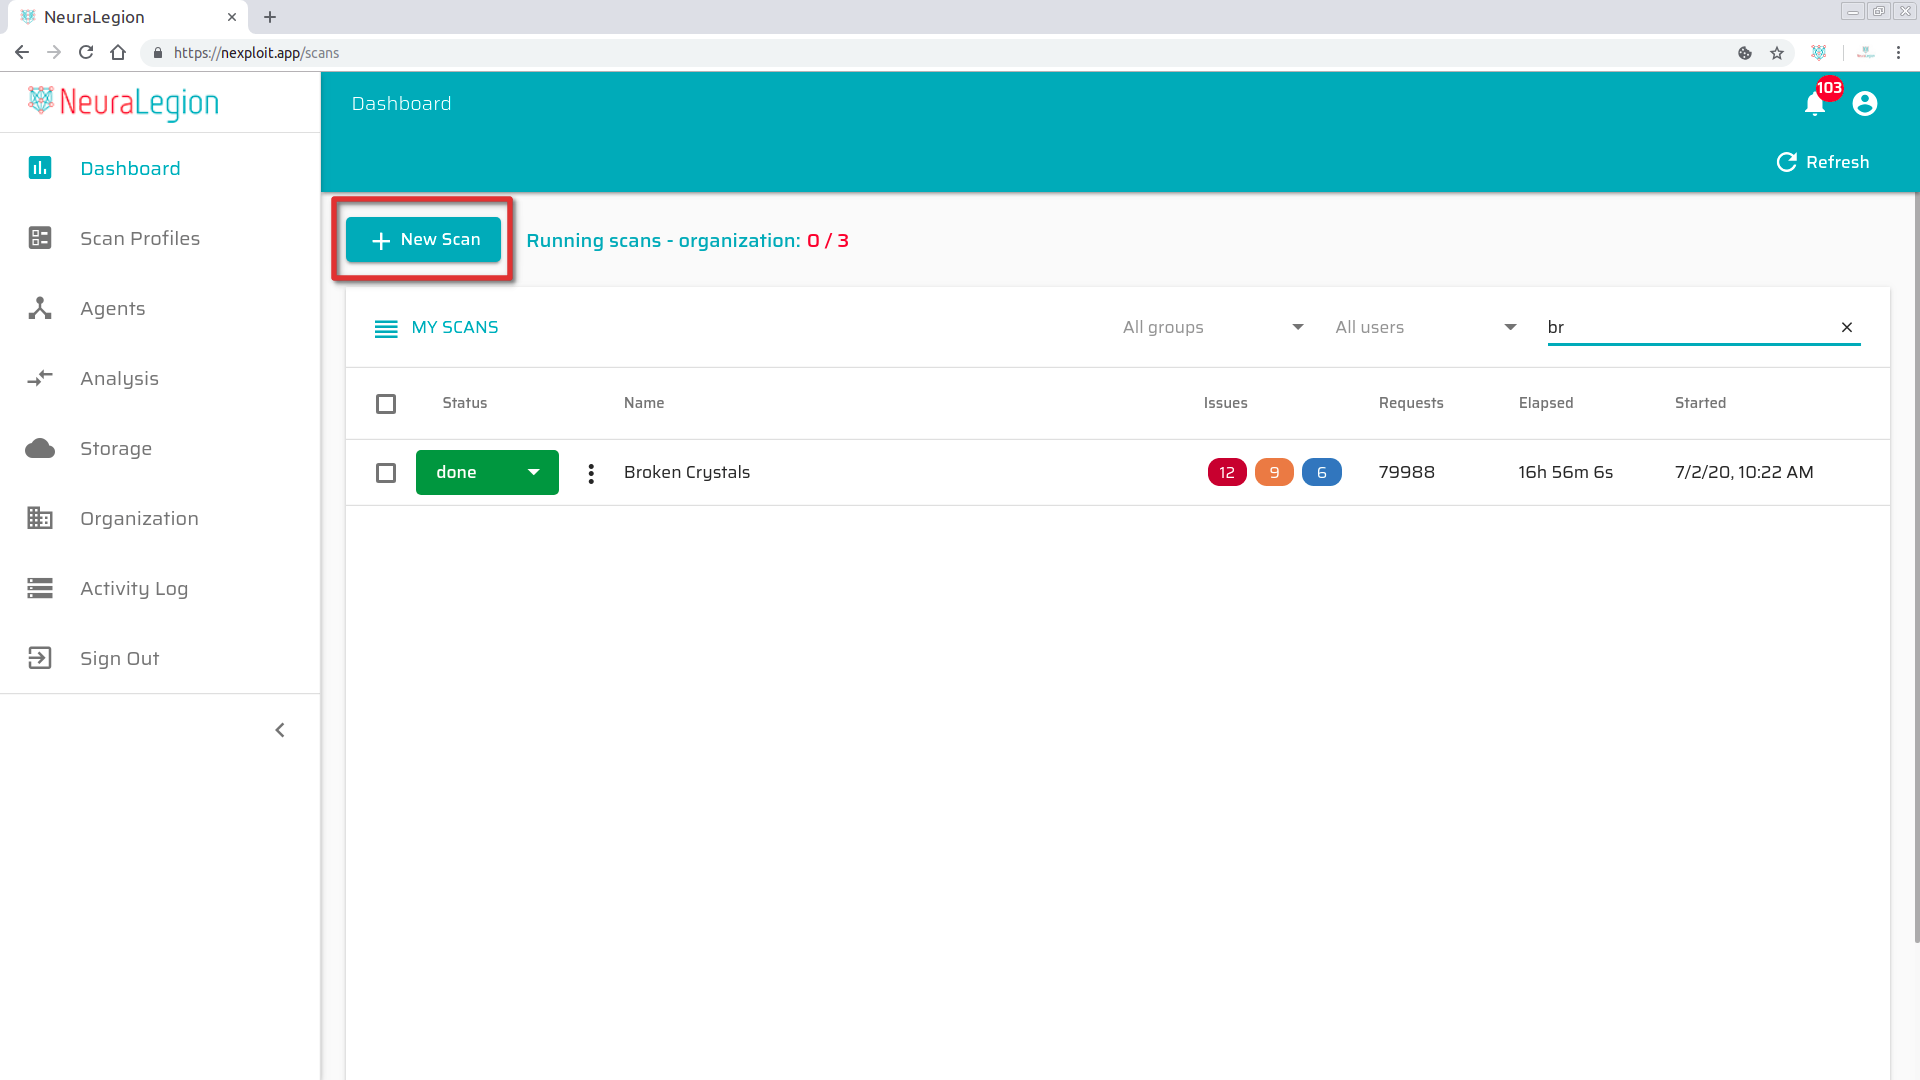 NeuraLegion
https://nexploit.app/scans
NeuraLegion
Dashboard
103
Refresh
Dashboard
Scan Profiles
Agents
Analysis
Storage
Organization
Activity Log
Sign Out
New Scan
Running scans - organization: 0 / 3
MY SCANS
All groups
All users
br
Status Name Issues Requests Elapsed Started
done Broken Crystals 12 9 6 79988 16h 56m 6s 7/2/20, 10:22 AM